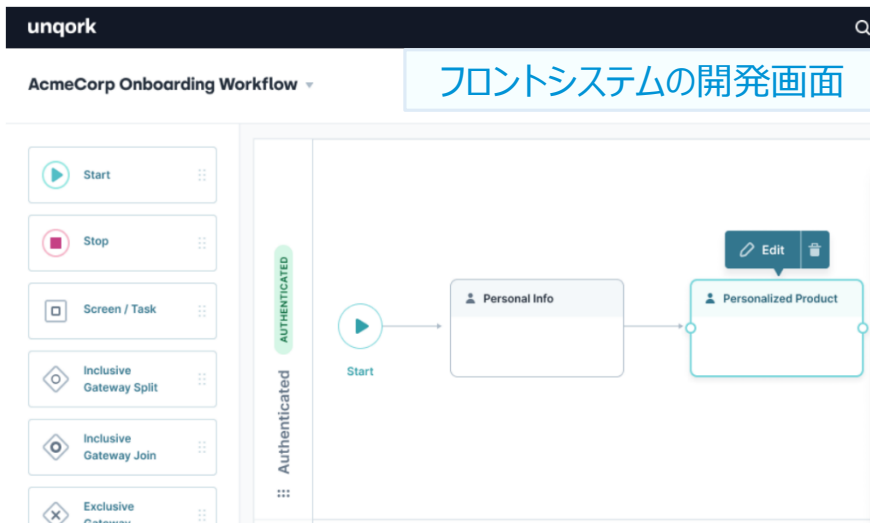 unqork
AcmeCorp Onboarding Workflow
フロントシステムの開発画面
Start
Stop
Screen / Task
Inclusive
Gateway Split
Inclusive
Gateway Join
Exclusive
Gateway
AUTHENTICATED
Authenticated
Start
Personal Info
Edit
Personalized Product